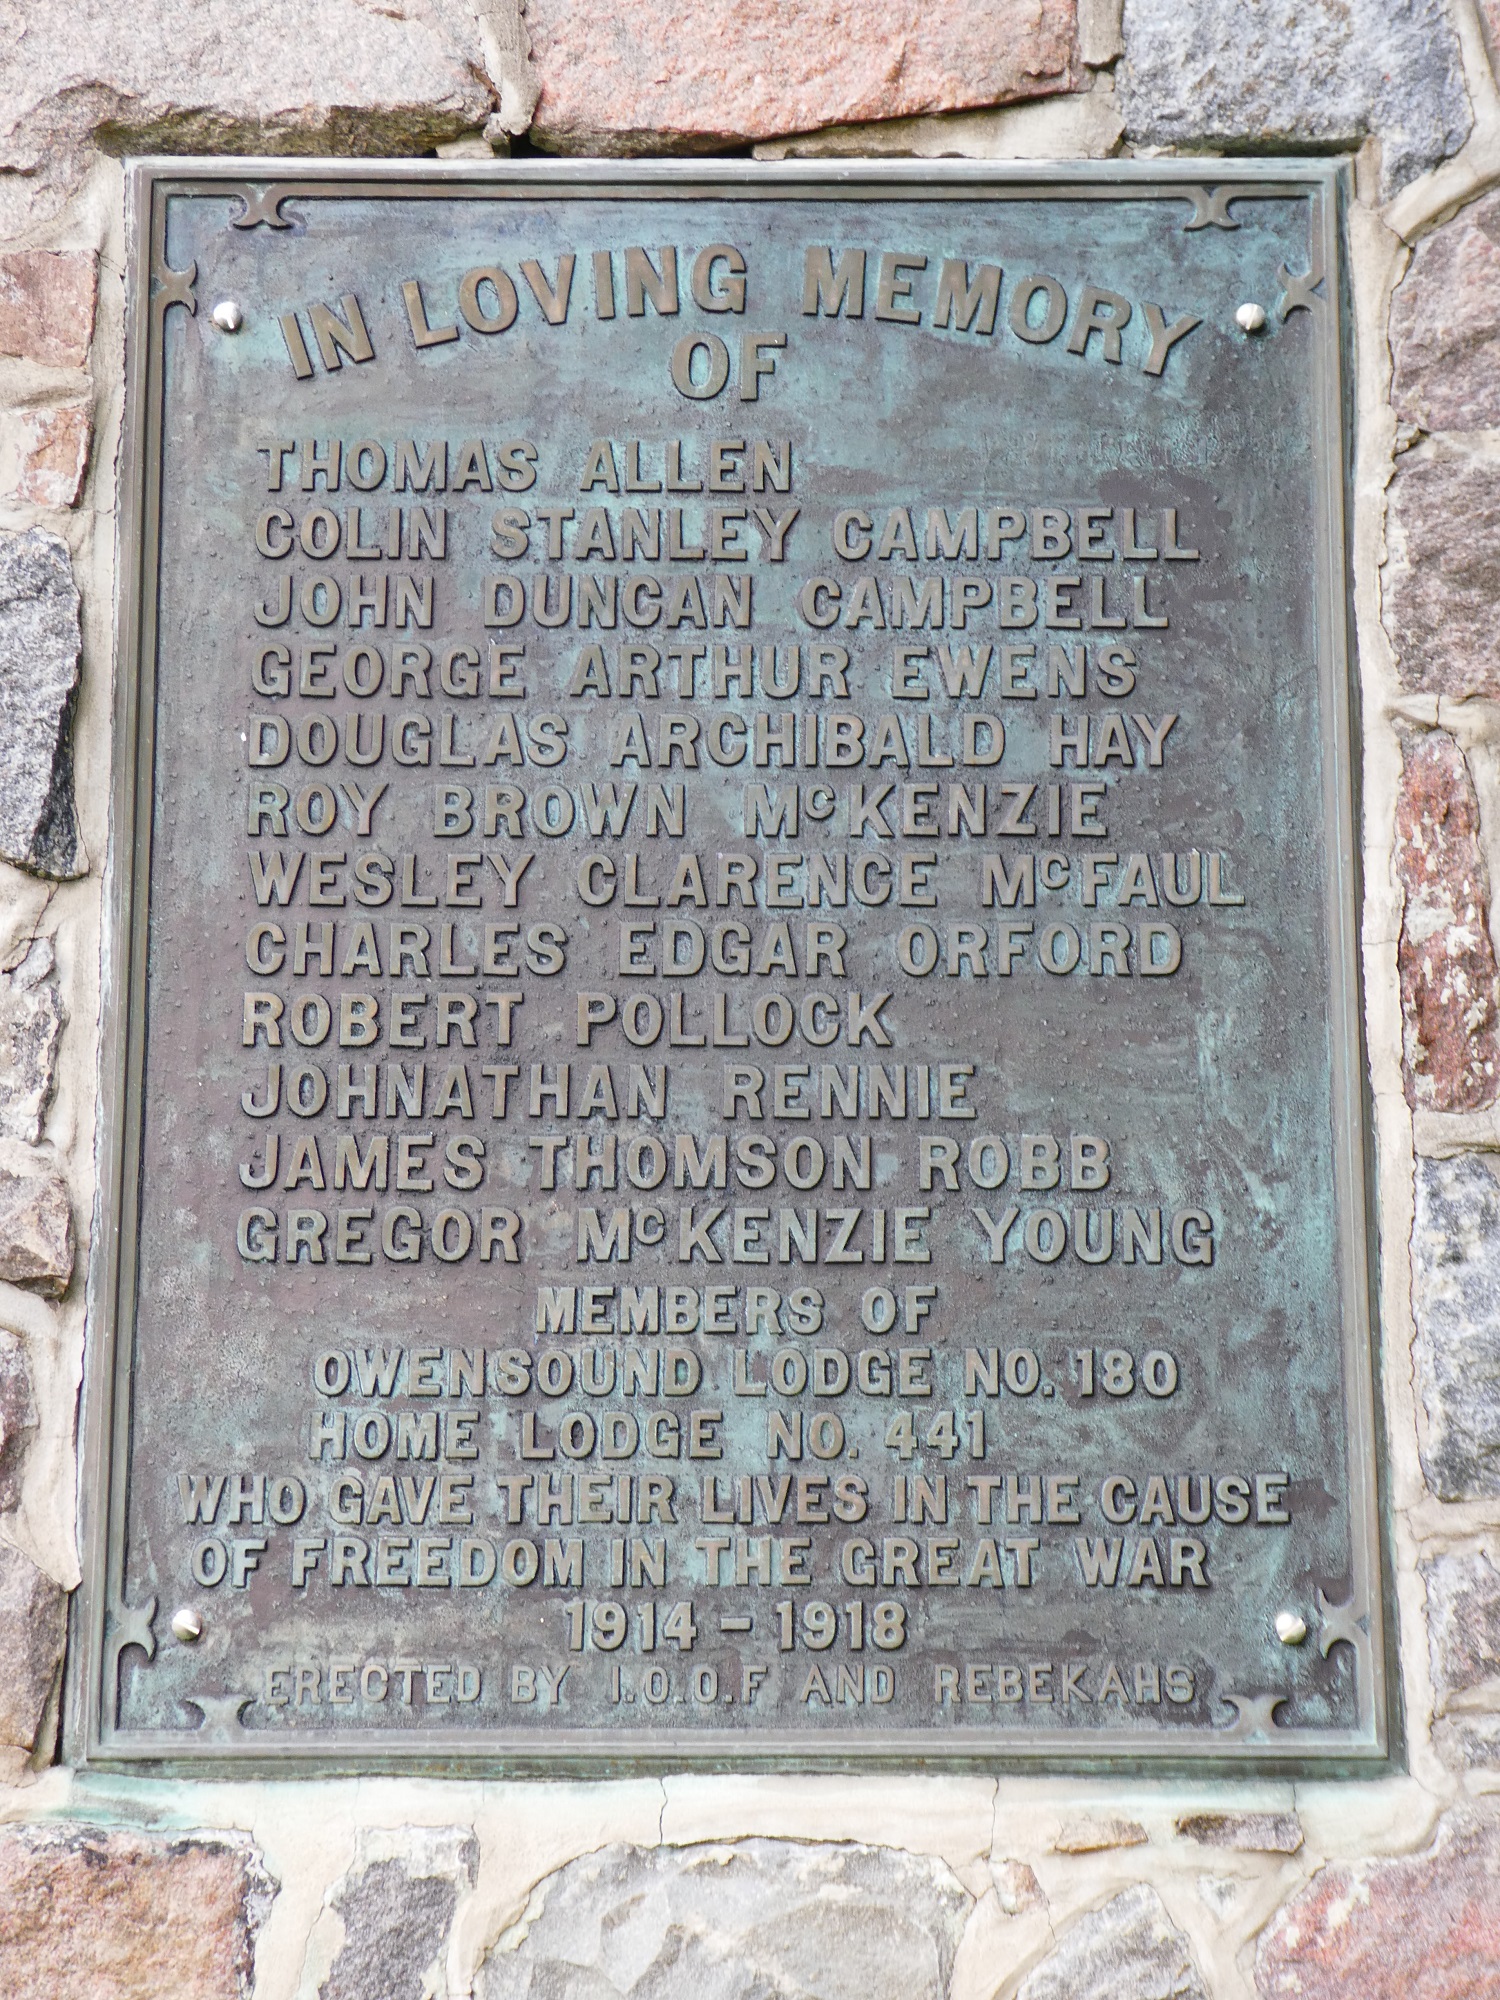 IN LOVING MEMORY
OF
THOMAS ALLEN
COLIN STANLEY CAMPBELL
JOHN DUNCAN CAMPBELL
GEORGE ARTHUR EWENS
DOUGLAS ARCHIBALD HAY
ROY BROWN McKENZIE
WESLEY CLARENCE McFAUL
CHARLES EDGAR ORFORD
ROBERT POLLOCK
JOHNATHAN RENNIE
JAMES THOMSON ROBB
GREGOR McKENZIE YOUNG
MEMBERS OF
OWENSOUND LODGE NO. 180
HOME LODGE NO. 441
WHO GAVE THEIR LIVES IN THE CAUSE
OF FREEDOM IN THE GREAT WAR
1914 - 1918
ERECTED BY I.O.O.F AND REBEKAHS